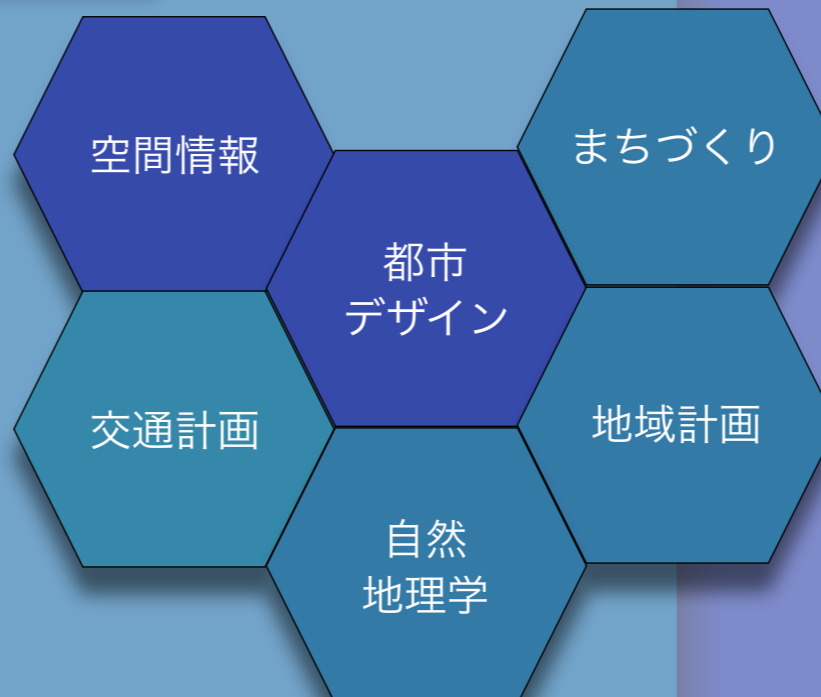 空間情報
まちづくり
都市
デザイン
交通計画
地域計画
自然
地理学